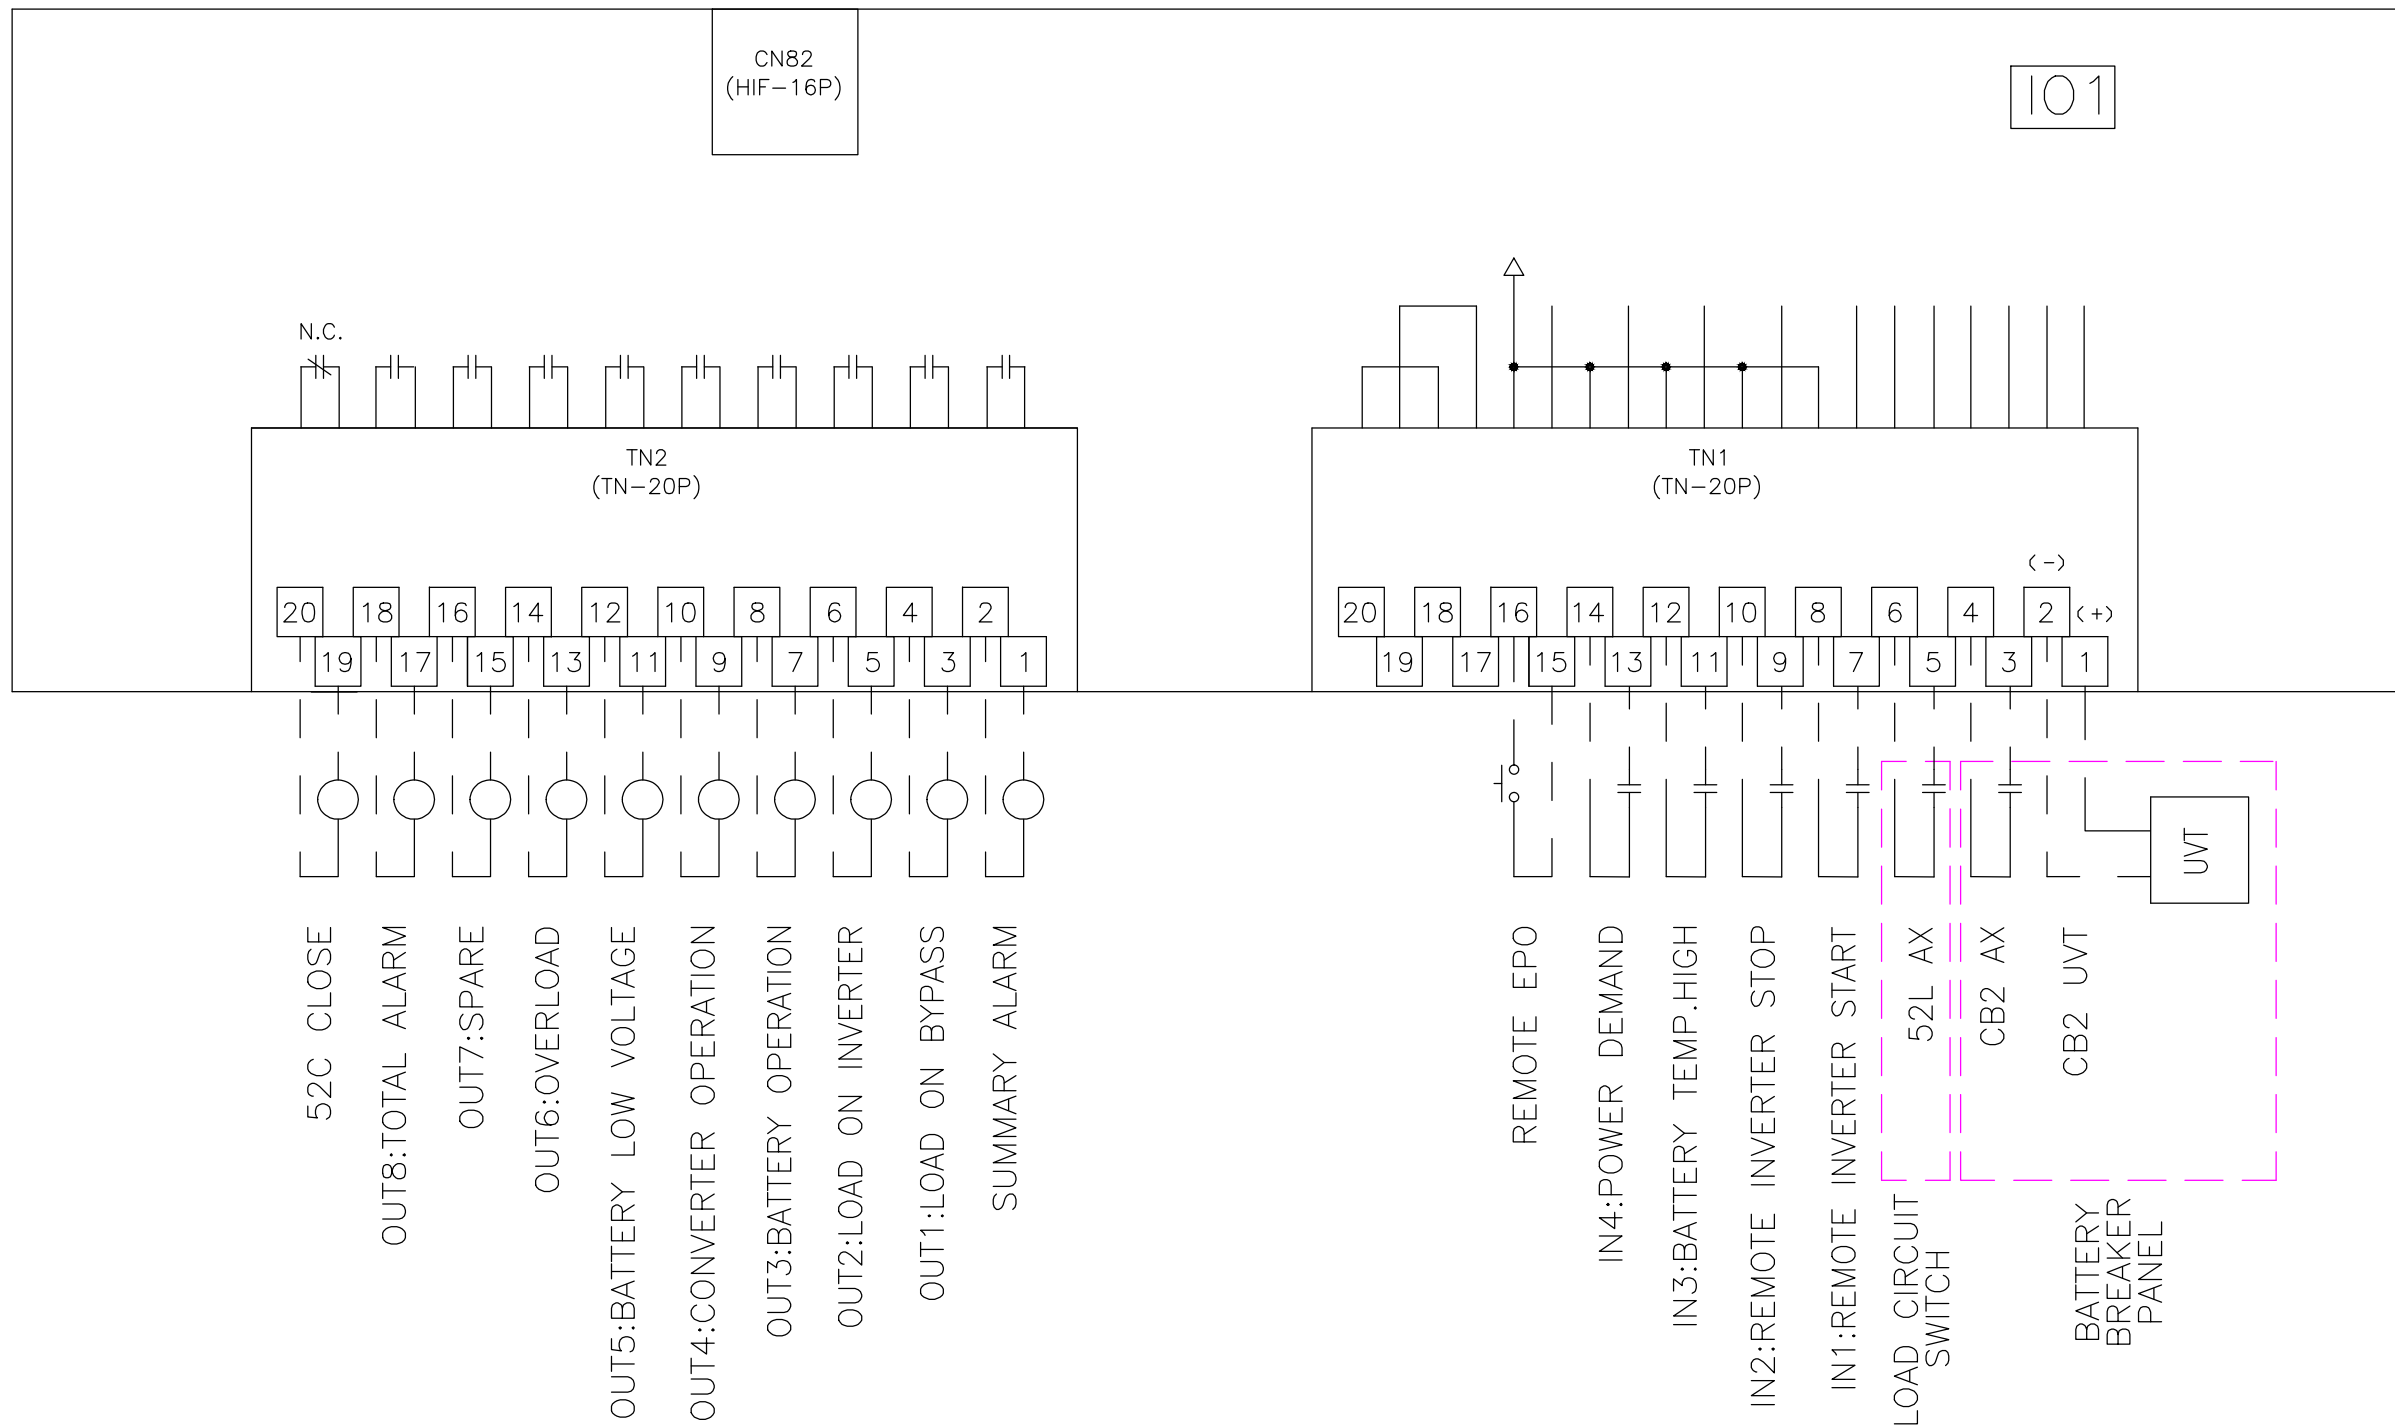 CN82
(HIF-16P)
IO1
N.C.
TN2
(TN-20P)
TN1
(TN-20P)
(-)
20 18 16 14 12 10 8 6 4 2
20 18 16 14 12 10 8 6 4 2 (+)
19 17 15 13 11 9 7 5 3 1
19 17 15 13 11 9 7 5 3 1
UVT
52C CLOSE
OUT8:TOTAL ALARM
OUT7:SPARE
OUT6:OVERLOAD
OUT5:BATTERY LOW VOLTAGE
OUT4:CONVERTER OPERATION
OUT3:BATTERY OPERATION
OUT2:LOAD ON INVERTER
OUT1:LOAD ON BYPASS
SUMMARY ALARM
REMOTE EPO
IN4:POWER DEMAND
IN3:BATTERY TEMP.HIGH
IN2:REMOTE INVERTER STOP
IN1:REMOTE INVERTER START
52L AX
CB2 AX
CB2 UVT
LOAD CIRCUIT
SWITCH
BATTERY
BREAKER
PANEL